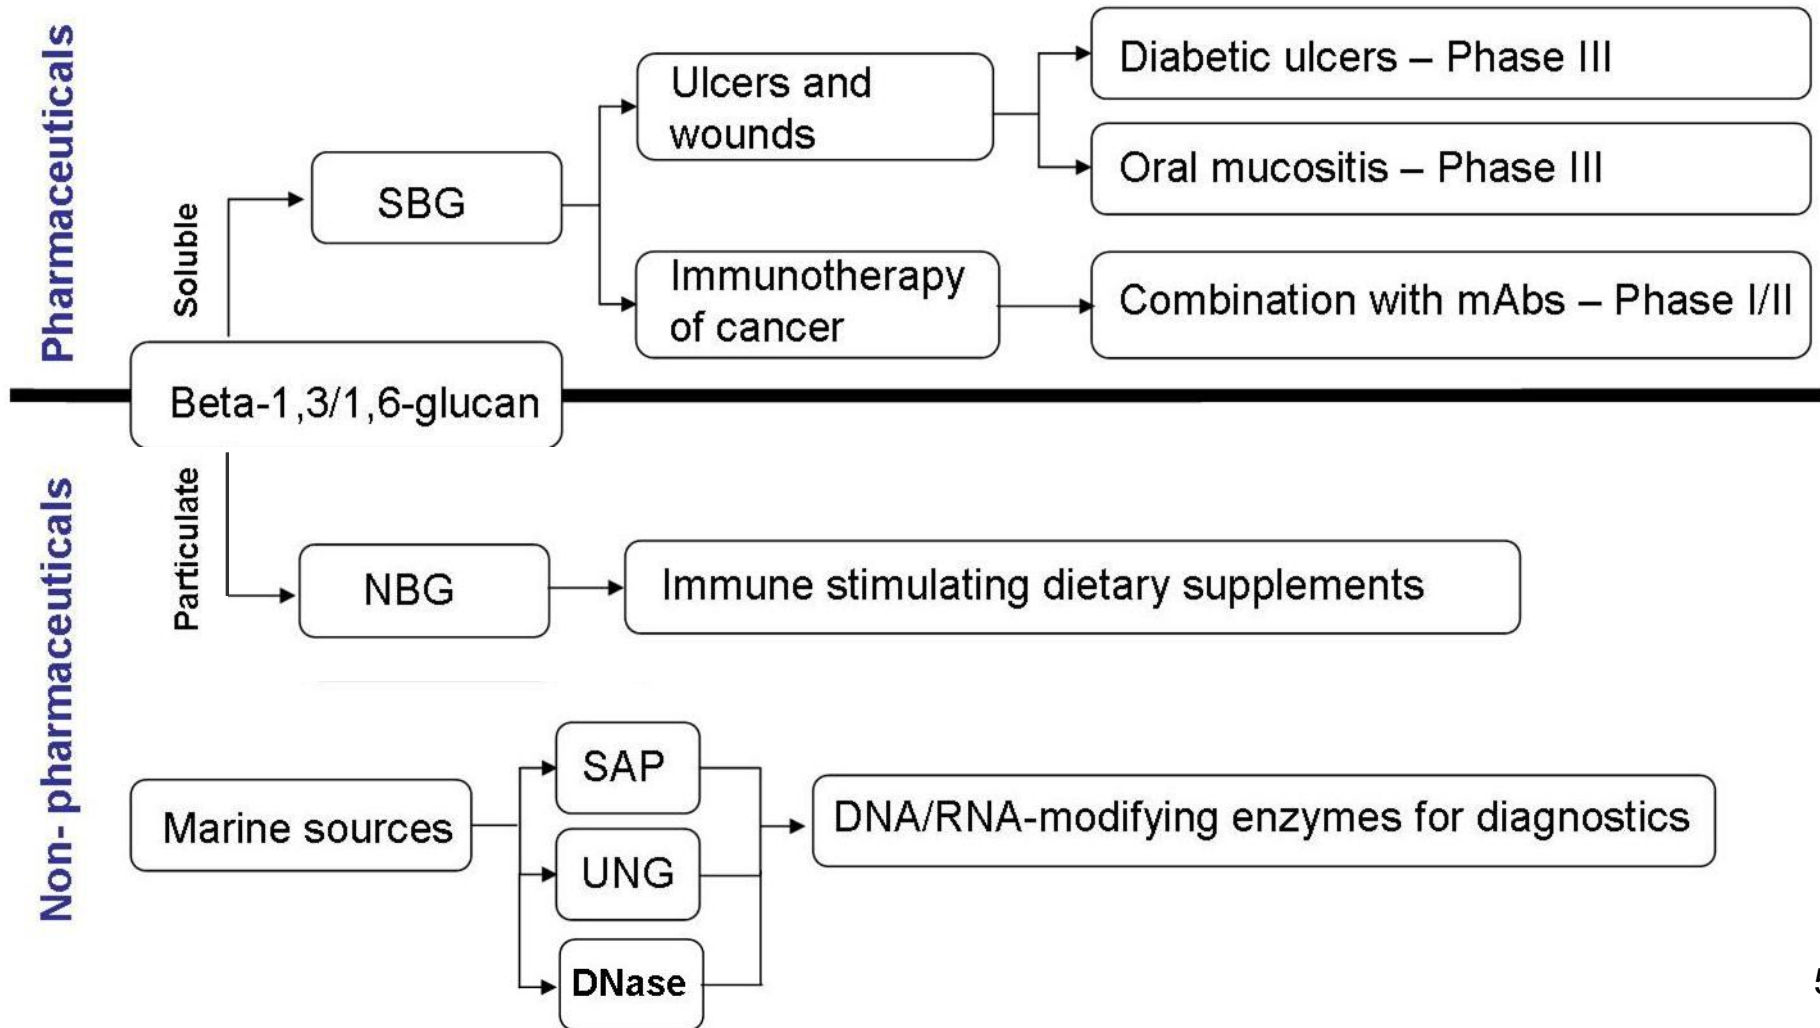 Pharmaceuticals
Soluble
SBG
Ulcers and
wounds
Diabetic ulcers – Phase III
Oral mucositis – Phase III
Immunotherapy
of cancer
Combination with mAbs – Phase I/II
Beta-1,3/1,6-glucan
Non- pharmaceuticals
Particulate
NBG
Immune stimulating dietary supplements
Marine sources
SAP
UNG
DNase
DNA/RNA-modifying enzymes for diagnostics